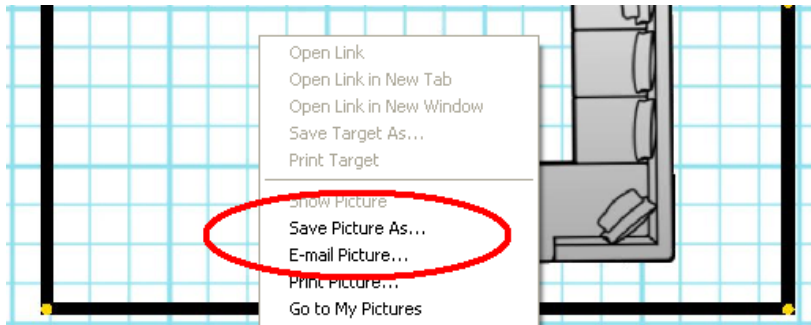 Open Link
Open Link in New Tab
Open Link in New Window
Save Target As...
Print Target
Show Picture
Save Picture As...
E-mail Picture...
Print Picture...
Go to My Pictures